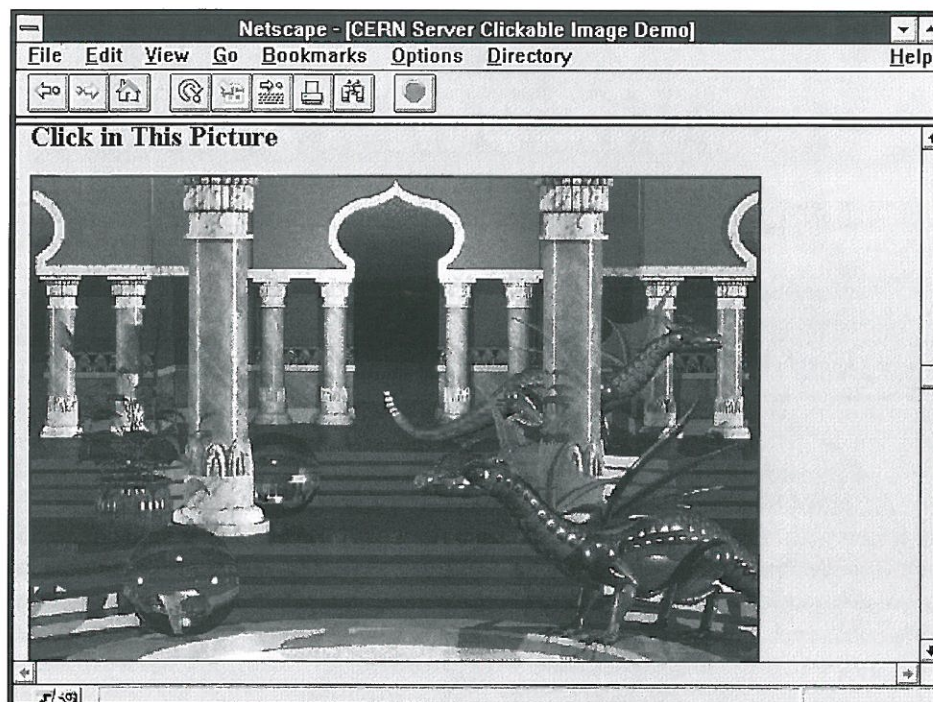 Netscape - [CERN Server Clickable Image Demo]
File Edit View Go Bookmarks Options Directory Help
Click in This Picture